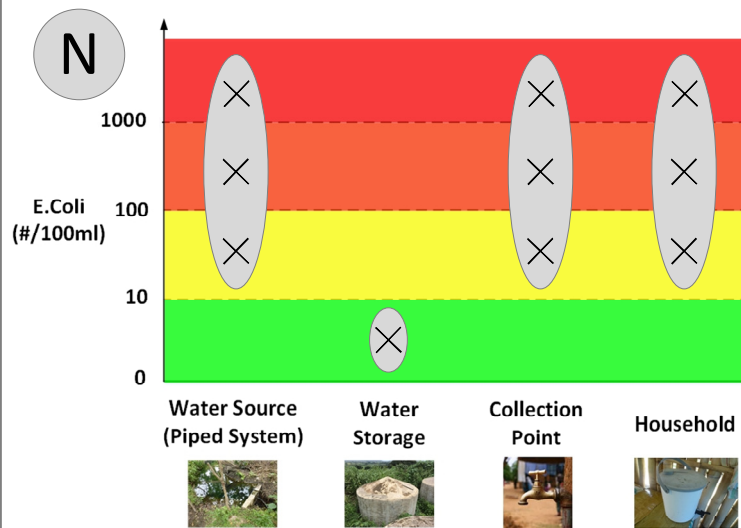 N
1000
100
10
0
E.Coli
(#/100ml)
Water Source
(Piped System)
Water
Storage
Collection
Point
Household